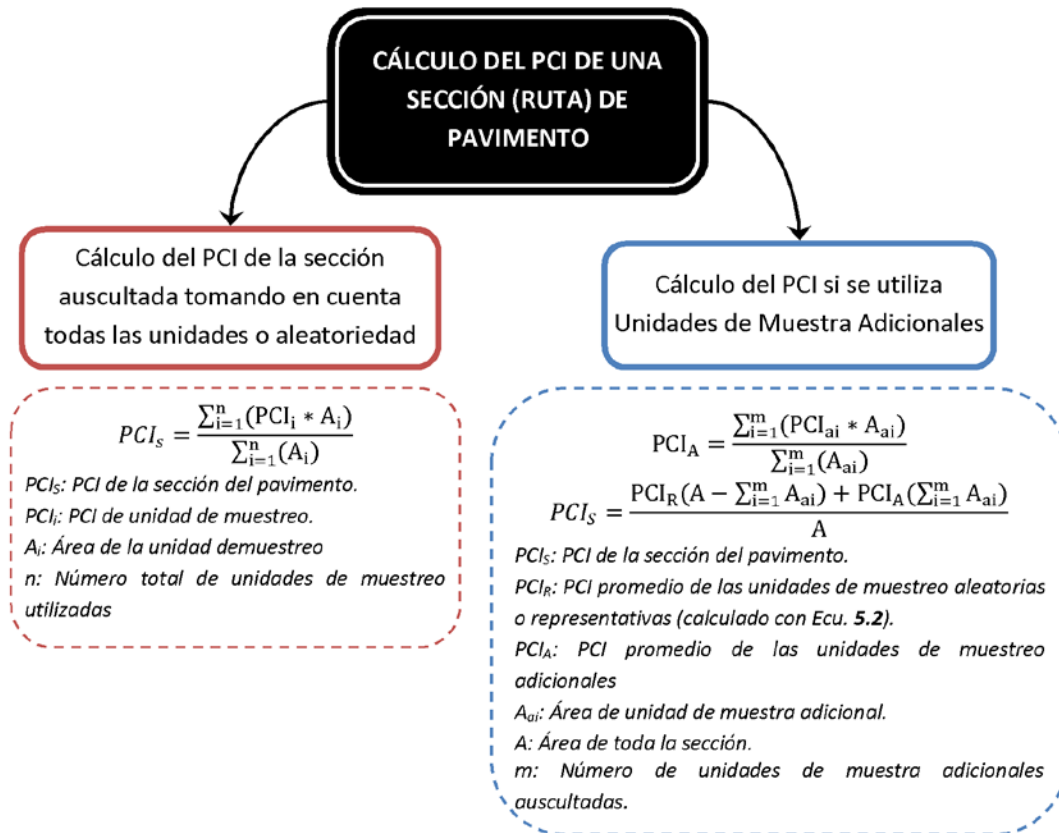 CÁLCULO DEL PCI DE UNA
SECCIÓN (RUTA) DE
PAVIMENTO
Cálculo del PCI de la sección
auscultada tomando en cuenta
todas las unidades o aleatoriedad
PCIₛ = ∑ⁿᵢ₌₁(PCIᵢ * Aᵢ) / ∑ⁿᵢ₌₁(Aᵢ)
PCIₛ: PCI de la sección del pavimento.
PCIᵢ: PCI de unidad de muestreo.
Aᵢ: Área de la unidad demuestreo
n: Número total de unidades de muestreo
utilizadas
Cálculo del PCI si se utiliza
Unidades de Muestra Adicionales
PCI_A = ∑ᵐᵢ₌₁(PCIₐᵢ * Aₐᵢ) / ∑ᵐᵢ₌₁(Aₐᵢ)
PCIₛ = PCI_R(A − ∑ᵐᵢ₌₁ Aₐᵢ) + PCI_A(∑ᵐᵢ₌₁ Aₐᵢ) / A
PCIₛ: PCI de la sección del pavimento.
PCI_R: PCI promedio de las unidades de muestreo aleatorias
o representativas (calculado con Ecu. 5.2).
PCI_A: PCI promedio de las unidades de muestreo
adicionales
Aₐᵢ: Área de unidad de muestra adicional.
A: Área de toda la sección.
m: Número de unidades de muestra adicionales
auscultadas.